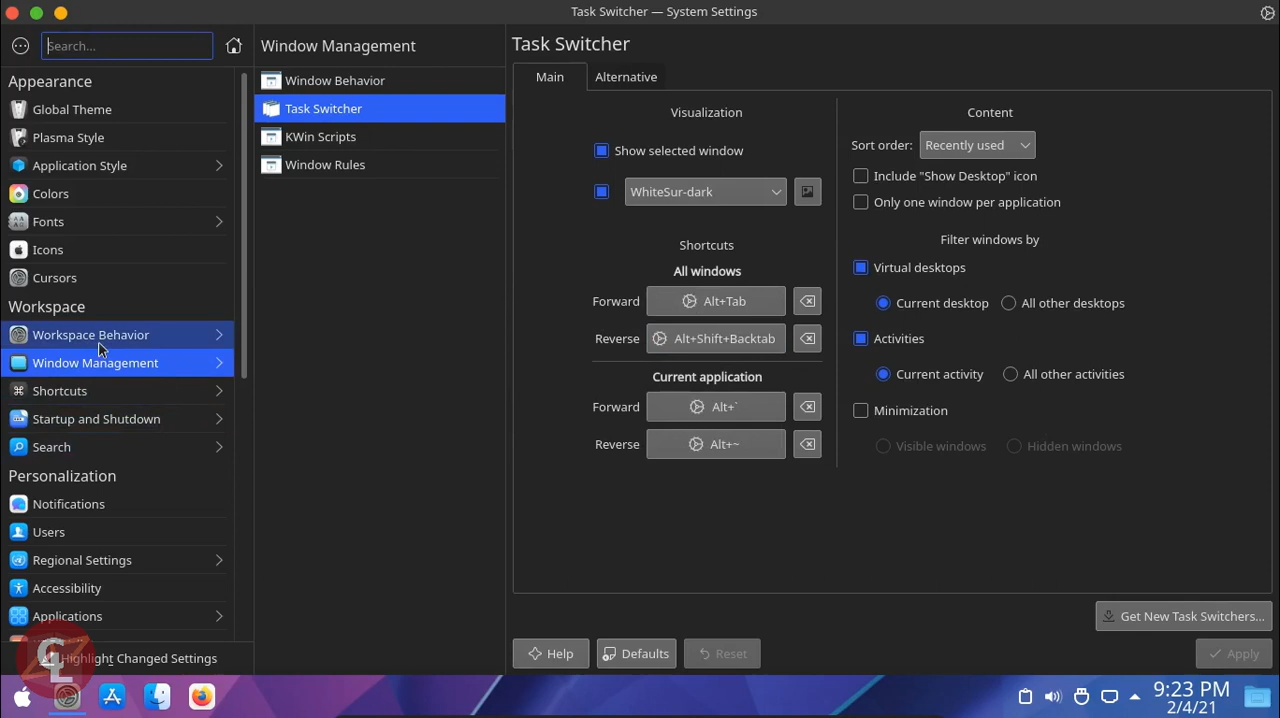 Task Switcher — System Settings
Search...
Appearance
Global Theme
Plasma Style
Application Style
Colors
Fonts
Icons
Cursors
Workspace
Workspace Behavior
Window Management
Shortcuts
Startup and Shutdown
Search
Personalization
Notifications
Users
Regional Settings
Accessibility
Applications
Highlight Changed Settings
Window Management
Window Behavior
Task Switcher
KWin Scripts
Window Rules
Task Switcher
Main
Alternative
Visualization
Show selected window
WhiteSur-dark
Shortcuts
All windows
Forward Alt+Tab
Reverse Alt+Shift+Backtab
Current application
Forward Alt+`
Reverse Alt+~
Content
Sort order: Recently used
Include "Show Desktop" icon
Only one window per application
Filter windows by
Virtual desktops
Current desktop All other desktops
Activities
Current activity All other activities
Minimization
Visible windows Hidden windows
Get New Task Switchers...
Help Defaults Reset Apply
9:23 PM
2/4/21